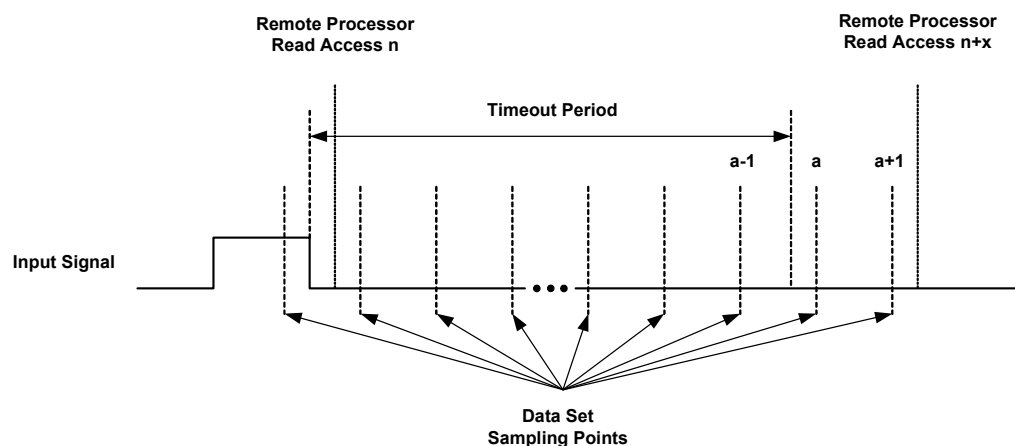 Remote Processor
Read Access n
Remote Processor
Read Access n+x
Timeout Period
a-1
a
a+1
Input Signal
Data Set
Sampling Points